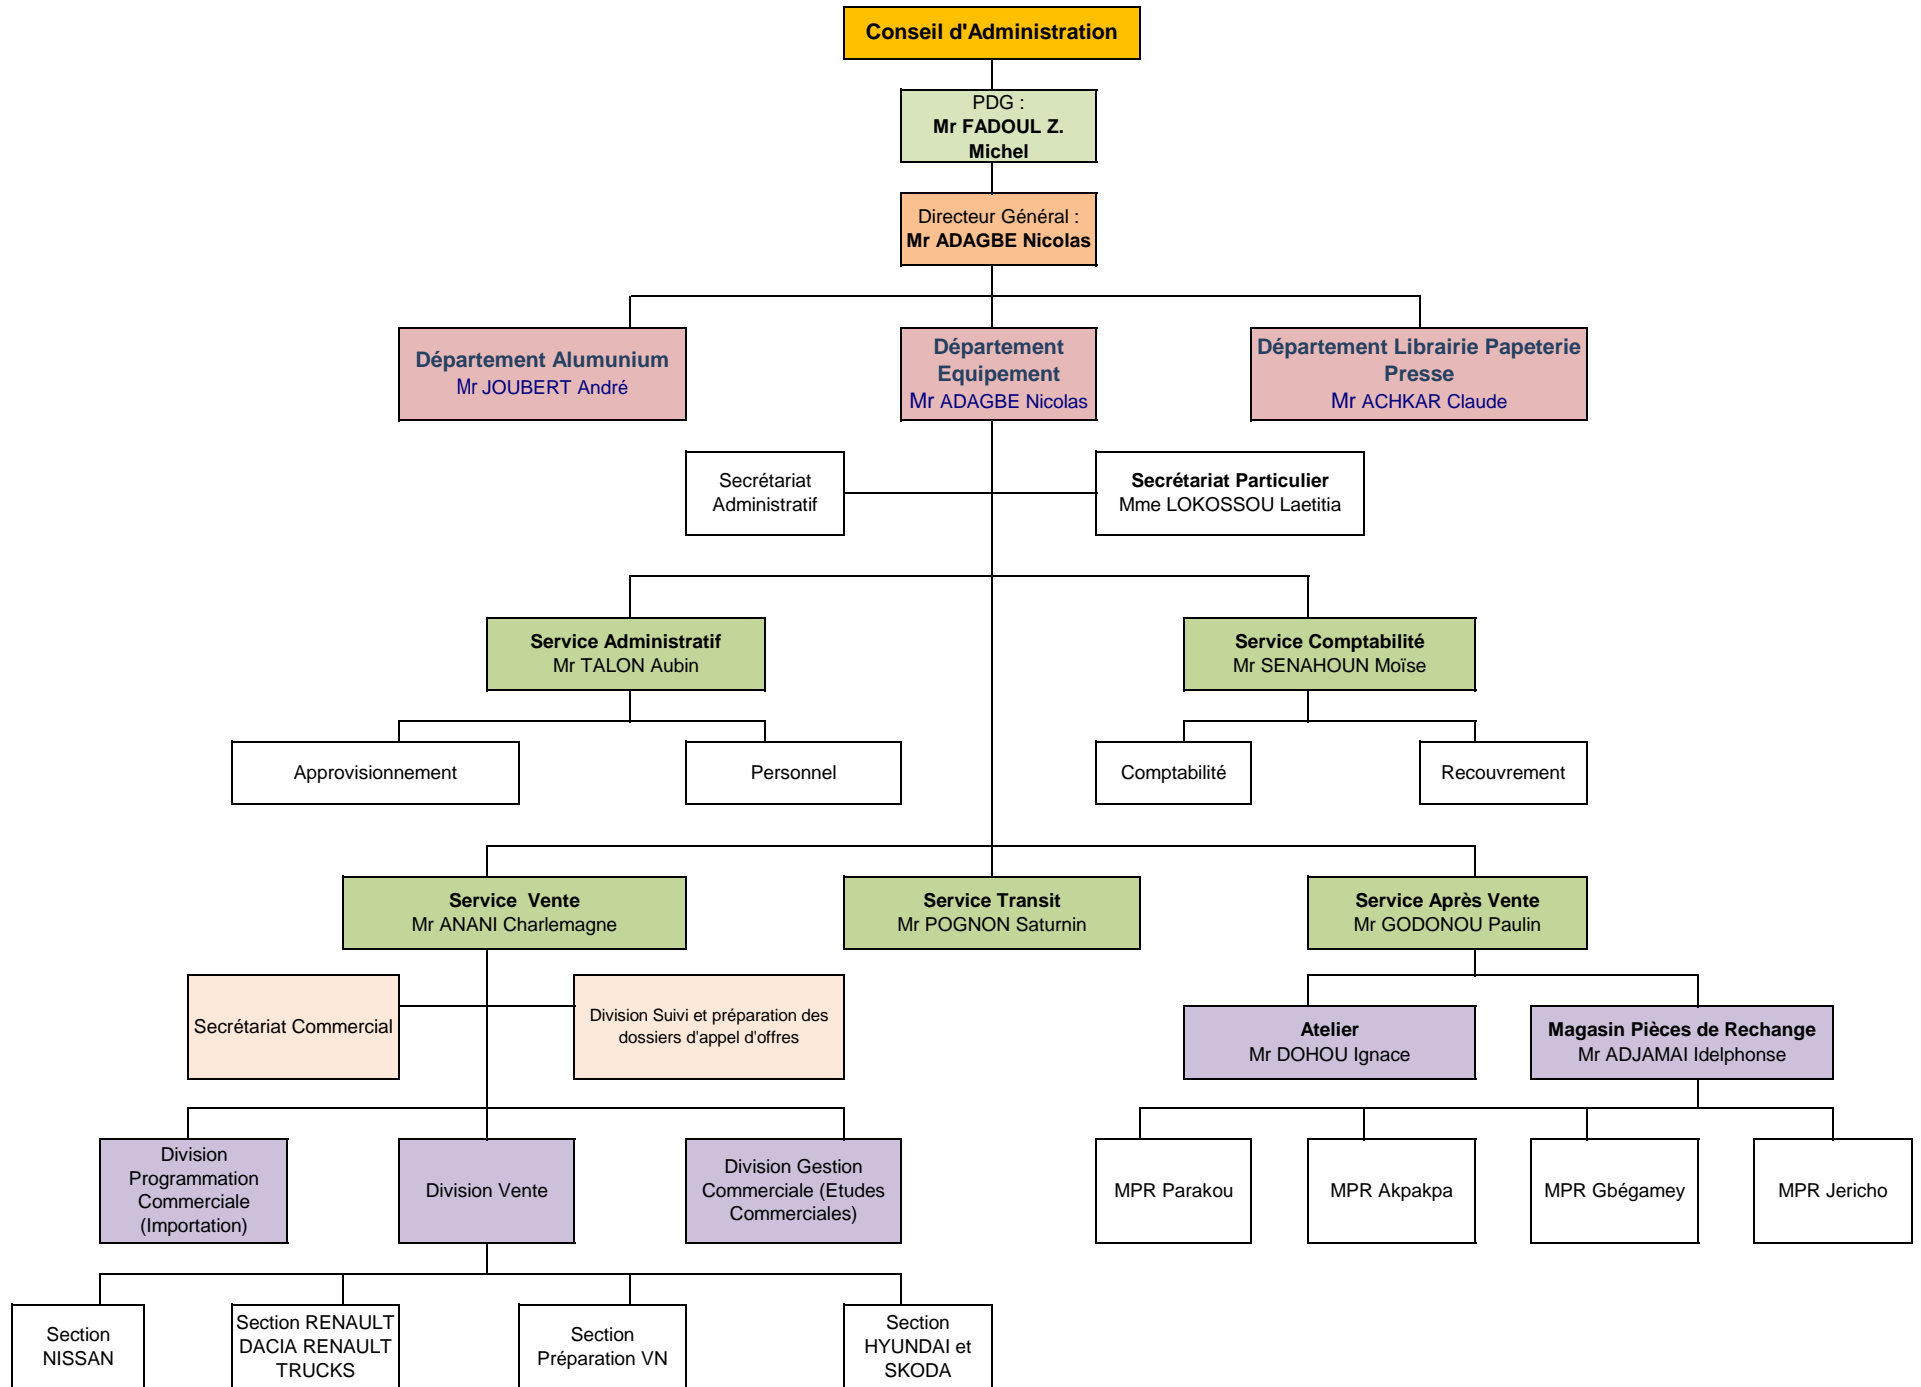 Conseil d'Administration
PDG :
Mr FADOUL Z.
Michel
Directeur Général :
Mr ADAGBE Nicolas
Département Alumunium
Mr JOUBERT André
Département
Equipement
Mr ADAGBE Nicolas
Département Librairie Papeterie
Presse
Mr ACHKAR Claude
Secrétariat
Administratif
Secrétariat Particulier
Mme LOKOSSOU Laetitia
Service Administratif
Mr TALON Aubin
Service Comptabilité
Mr SENAHOUN Moïse
Approvisionnement
Personnel
Comptabilité
Recouvrement
Service Vente
Mr ANANI Charlemagne
Service Transit
Mr POGNON Saturnin
Service Après Vente
Mr GODONOU Paulin
Secrétariat Commercial
Division Suivi et préparation des
dossiers d'appel d'offres
Atelier
Mr DOHOU Ignace
Magasin Pièces de Rechange
Mr ADJAMAI Idelphonse
Division
Programmation
Commerciale
(Importation)
Division Vente
Division Gestion
Commerciale (Etudes
Commerciales)
MPR Parakou
MPR Akpakpa
MPR Gbégamey
MPR Jericho
Section
NISSAN
Section RENAULT
DACIA RENAULT
TRUCKS
Section
Préparation VN
Section
HYUNDAI et
SKODA